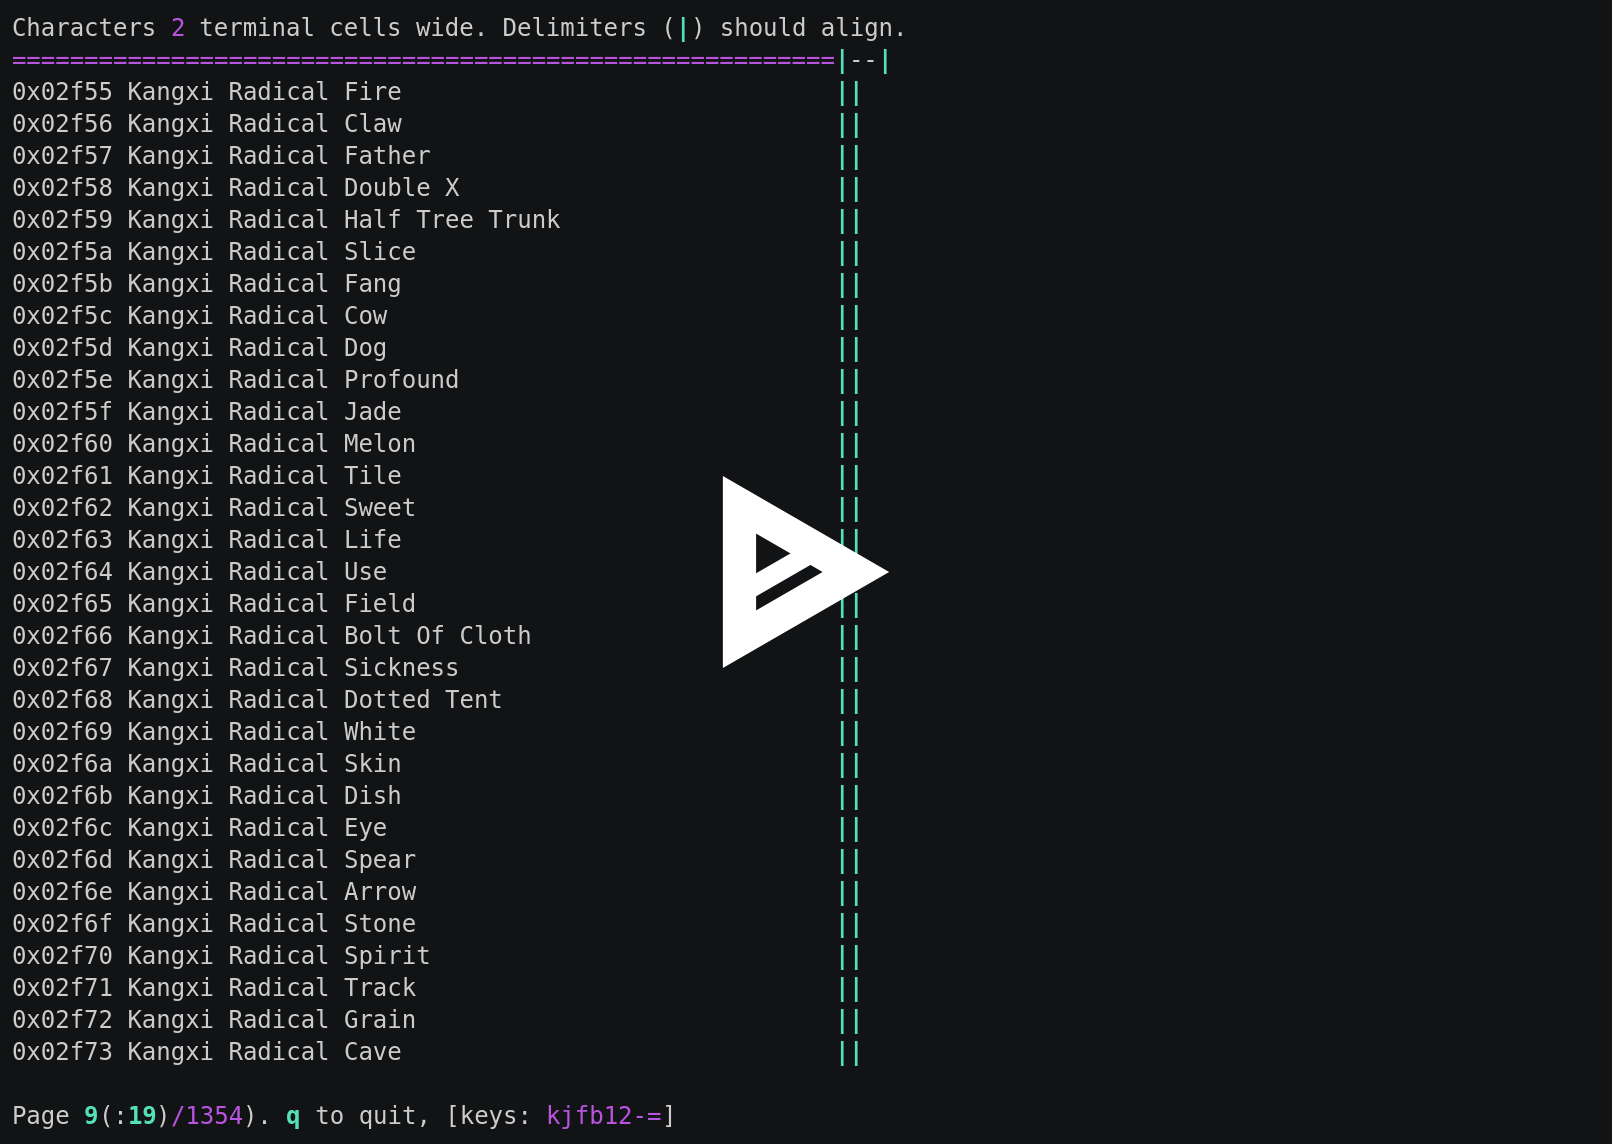 Characters 2 terminal cells wide. Delimiters (|) should align.
=========================================================|--|
0x02f55 Kangxi Radical Fire                              ||
0x02f56 Kangxi Radical Claw                              ||
0x02f57 Kangxi Radical Father                            ||
0x02f58 Kangxi Radical Double X                          ||
0x02f59 Kangxi Radical Half Tree Trunk                   ||
0x02f5a Kangxi Radical Slice                             ||
0x02f5b Kangxi Radical Fang                              ||
0x02f5c Kangxi Radical Cow                               ||
0x02f5d Kangxi Radical Dog                               ||
0x02f5e Kangxi Radical Profound                          ||
0x02f5f Kangxi Radical Jade                              ||
0x02f60 Kangxi Radical Melon                             ||
0x02f61 Kangxi Radical Tile                              ||
0x02f62 Kangxi Radical Sweet                             ||
0x02f63 Kangxi Radical Life                              ||
0x02f64 Kangxi Radical Use
0x02f65 Kangxi Radical Field                             ||
0x02f66 Kangxi Radical Bolt Of Cloth                     ||
0x02f67 Kangxi Radical Sickness                          ||
0x02f68 Kangxi Radical Dotted Tent                       ||
0x02f69 Kangxi Radical White                             ||
0x02f6a Kangxi Radical Skin                              ||
0x02f6b Kangxi Radical Dish                              ||
0x02f6c Kangxi Radical Eye                               ||
0x02f6d Kangxi Radical Spear                             ||
0x02f6e Kangxi Radical Arrow                             ||
0x02f6f Kangxi Radical Stone                             ||
0x02f70 Kangxi Radical Spirit                            ||
0x02f71 Kangxi Radical Track                             ||
0x02f72 Kangxi Radical Grain                             ||
0x02f73 Kangxi Radical Cave                              ||
Page 9(:19)/1354). q to quit, [keys: kjfb12-=]